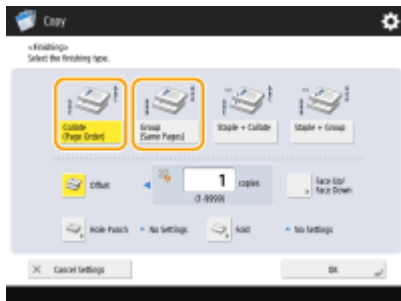 Copy
<Finishing>
Select the finishing type.
Collate
(Page Order)
Group
(Same Pages)
Staple + Collate
Staple + Group
Offset
1
copies
(1-9999)
Face Up/
Face Down
Hole Punch
No Settings
Fold
No Settings
Cancel Settings
OK